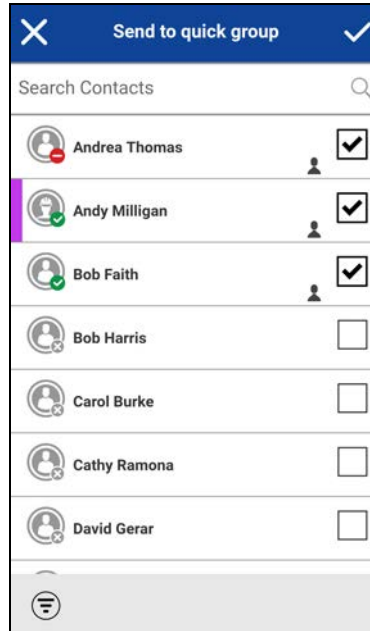 Send to quick group
Search Contacts
Andrea Thomas
Andy Milligan
Bob Faith
Bob Harris
Carol Burke
Cathy Ramona
David Gerar